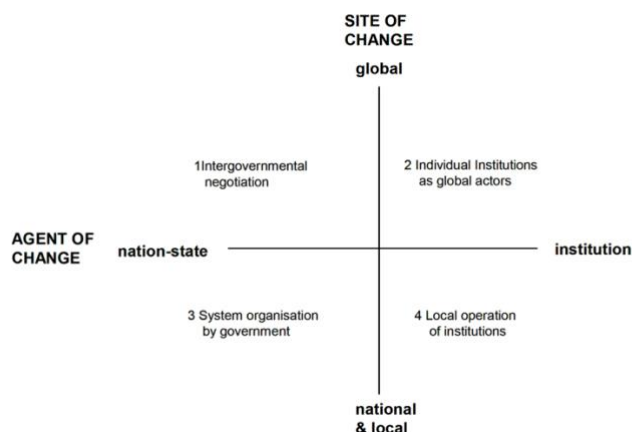 SITE OF
CHANGE
global
1Intergovernmental
negotiation
2 Individual Institutions
as global actors
AGENT OF
CHANGE
nation-state
institution
3 System organisation
by government
4 Local operation
of institutions
national
& local